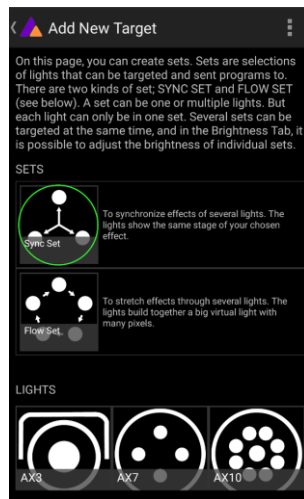 Add New Target
On this page, you can create sets. Sets are selections
of lights that can be targeted and sent programs to.
There are two kinds of set; SYNC SET and FLOW SET
(see below). A set can be one or multiple lights. But
each light can only be in one set. Several sets can be
targeted at the same time, and in the Brightness Tab, it
is possible to adjust the brightness of individual sets.
SETS
To synchronize effects of several lights. The
lights show the same stage of your chosen
effect.
Sync Set
To stretch effects through several lights. The
lights build together a big virtual light with
many pixels.
Flow Set
LIGHTS
AX3
AX7
AX10